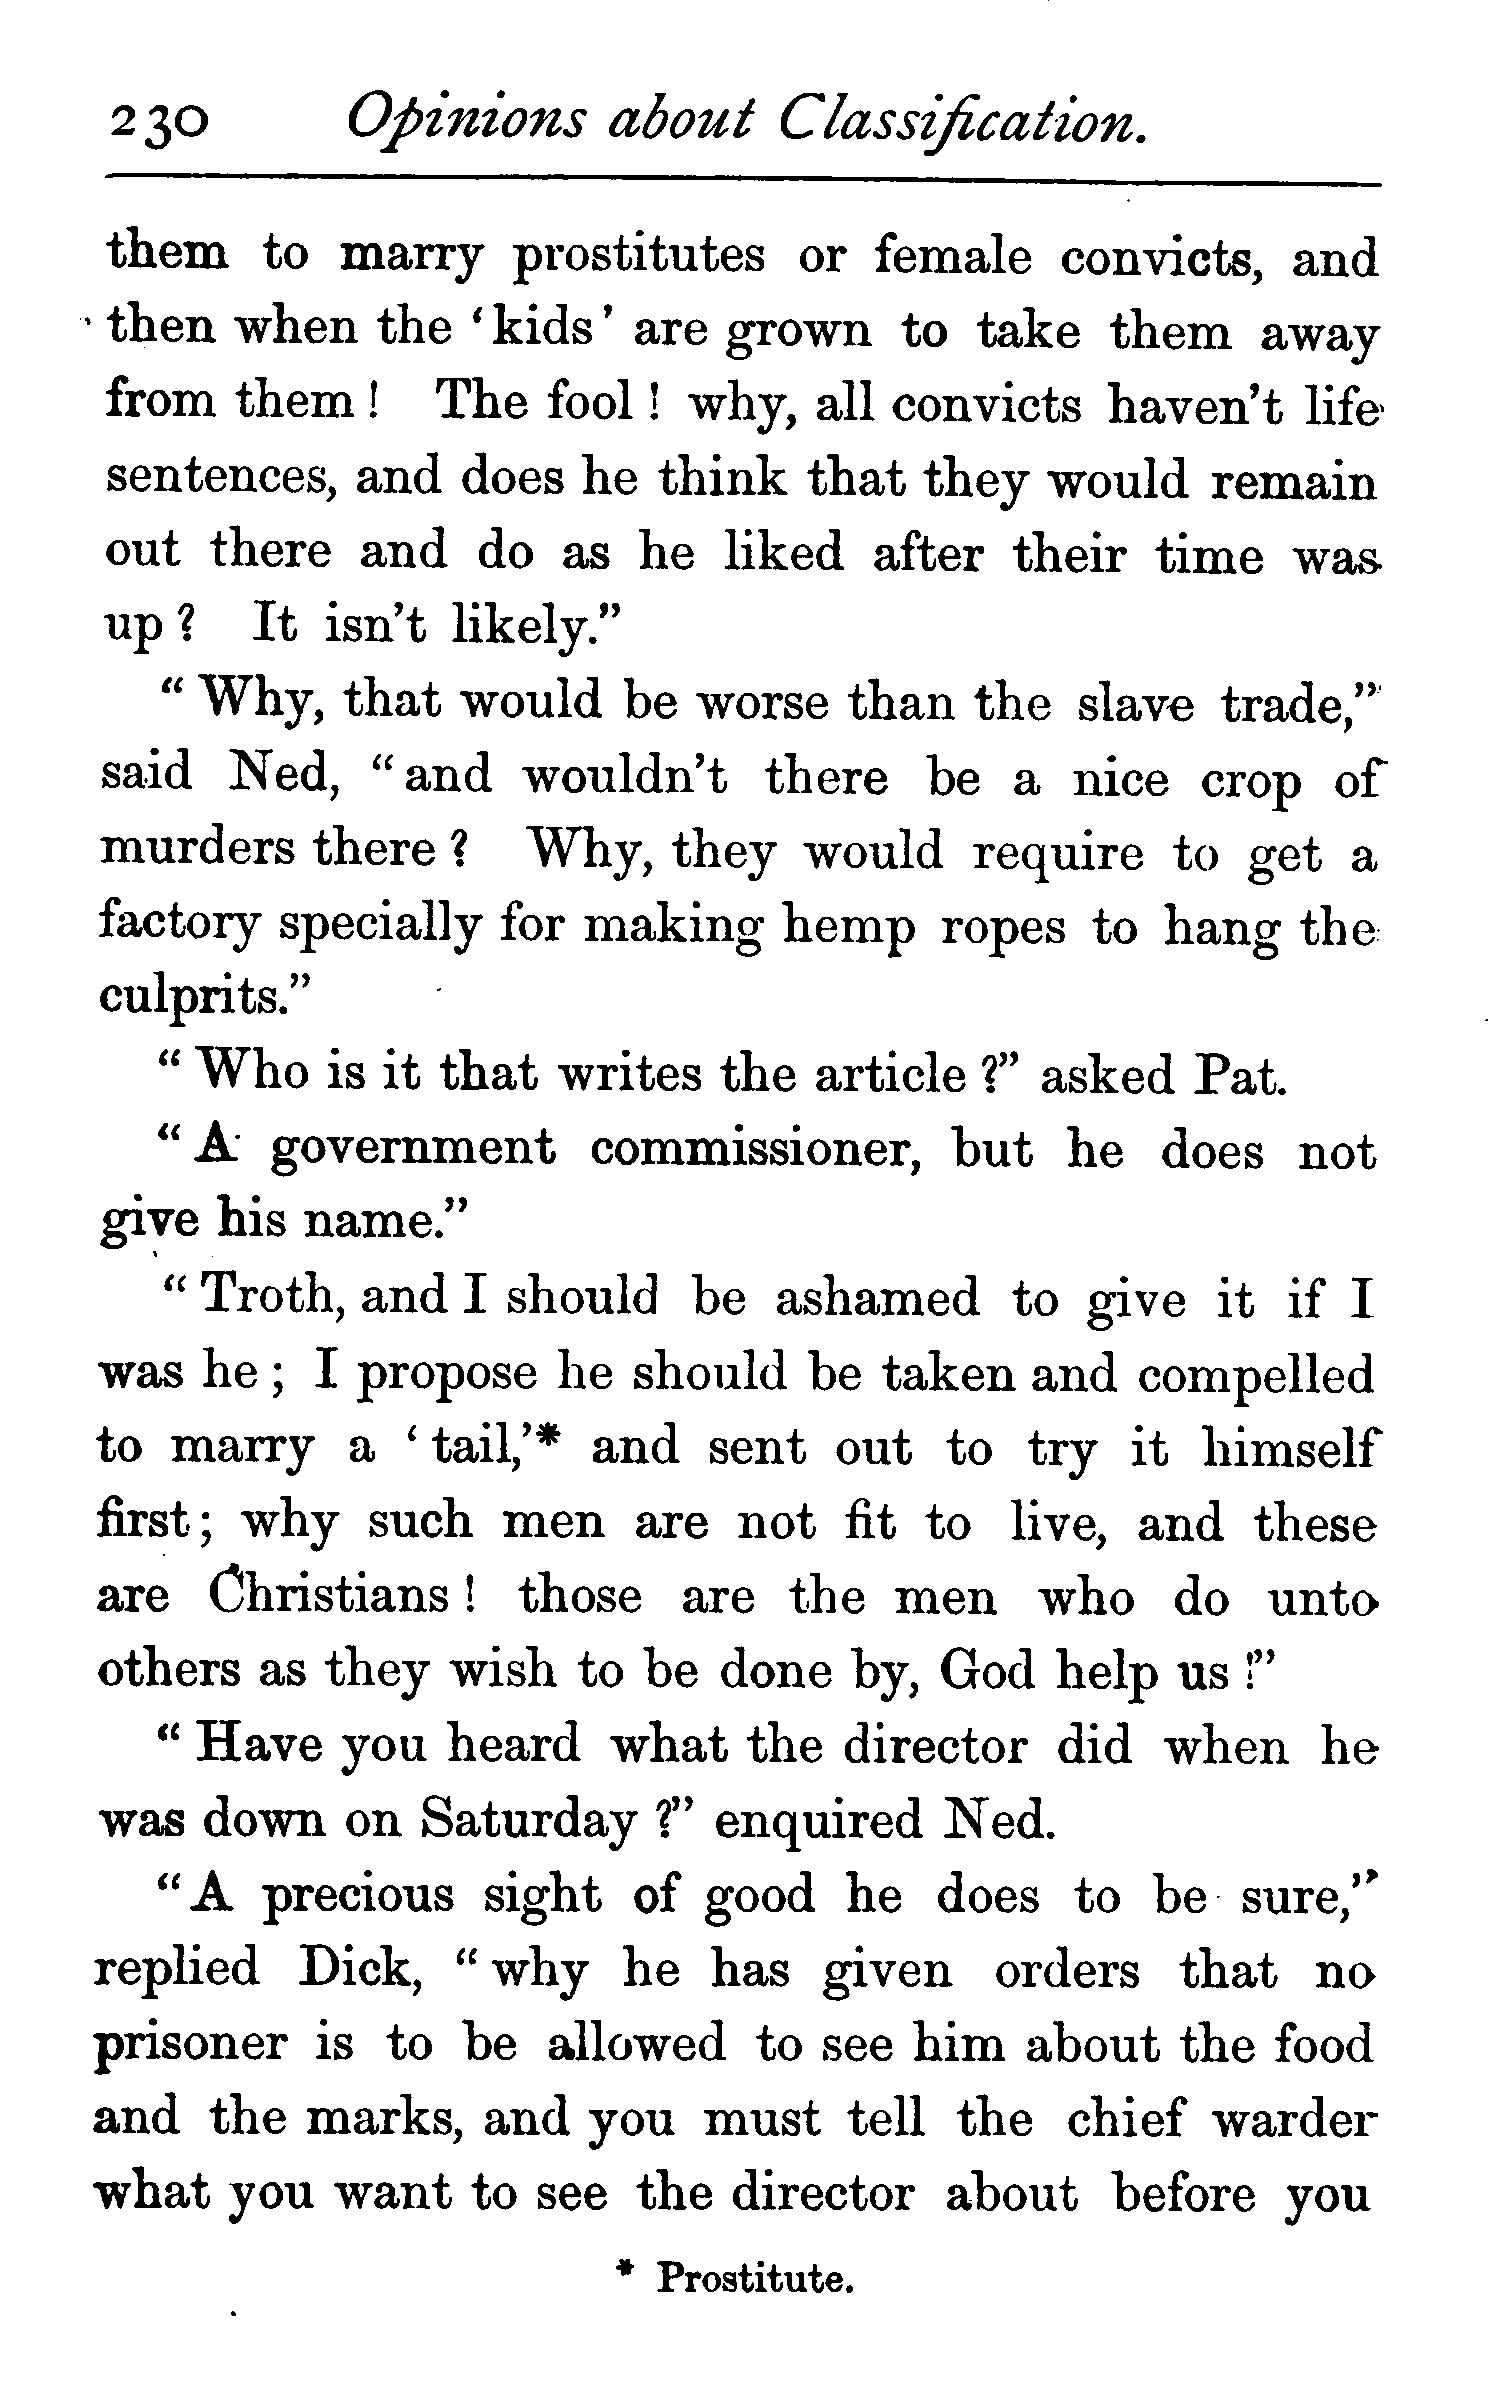 230 Opinions about Classification.
them to marry prostitutes or female convicts, and
then when the ‘kids’ are grown to take them away
from them! The fool! why, all convicts haven’t life
sentences, and does he think that they would remain
out there and do as he liked after their time was
up? It isn’t likely.”
“Why, that would be worse than the slave trade,”
said Ned, “and wouldn’t there be a nice crop of
murders there? Why, they would require to get a
factory specially for making hemp ropes to hang the
culprits.”
“Who is it that writes the article?” asked Pat.
“A government commissioner, but he does not
give his name.”
“Troth, and I should be ashamed to give it if I
was he; I propose he should be taken and compelled
to marry a ‘tail,’* and sent out to try it himself
first; why such men are not fit to live, and these
are Christians! those are the men who do unto
others as they wish to be done by, God help us!”
“Have you heard what the director did when he
was down on Saturday?” enquired Ned.
“A precious sight of good he does to be sure,”
replied Dick, “why he has given orders that no
prisoner is to be allowed to see him about the food
and the marks, and you must tell the chief warder
what you want to see the director about before you
* Prostitute.